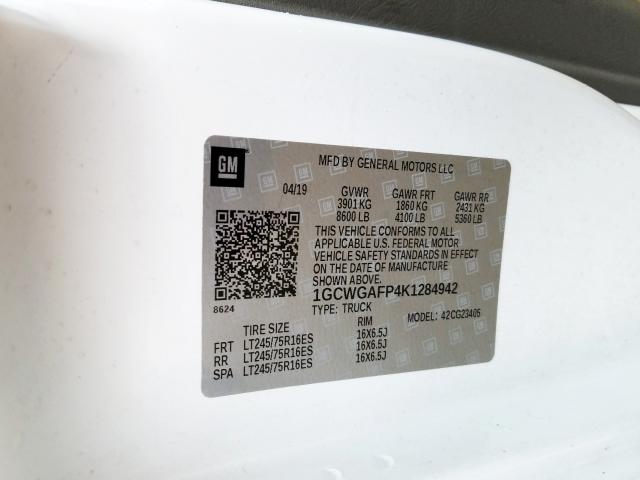 GM
MFD BY GENERAL MOTORS LLC
04/19 GVWR GAWR FRT GAWR RR
3901 KG 1860 KG 2431 KG
8600 LB 4100 LB 5360 LB
THIS VEHICLE CONFORMS TO ALL
APPLICABLE U.S. FEDERAL MOTOR
VEHICLE SAFETY STANDARDS IN EFFECT
ON THE DATE OF MANUFACTURE
SHOWN ABOVE.
8624 1GCWGAFP4K1284942
TYPE: TRUCK MODEL: 42CG23405
TIRE SIZE RIM
FRT LT245/75R16ES 16X6.5J
RR LT245/75R16ES 16X6.5J
SPA LT245/75R16ES 16X6.5J